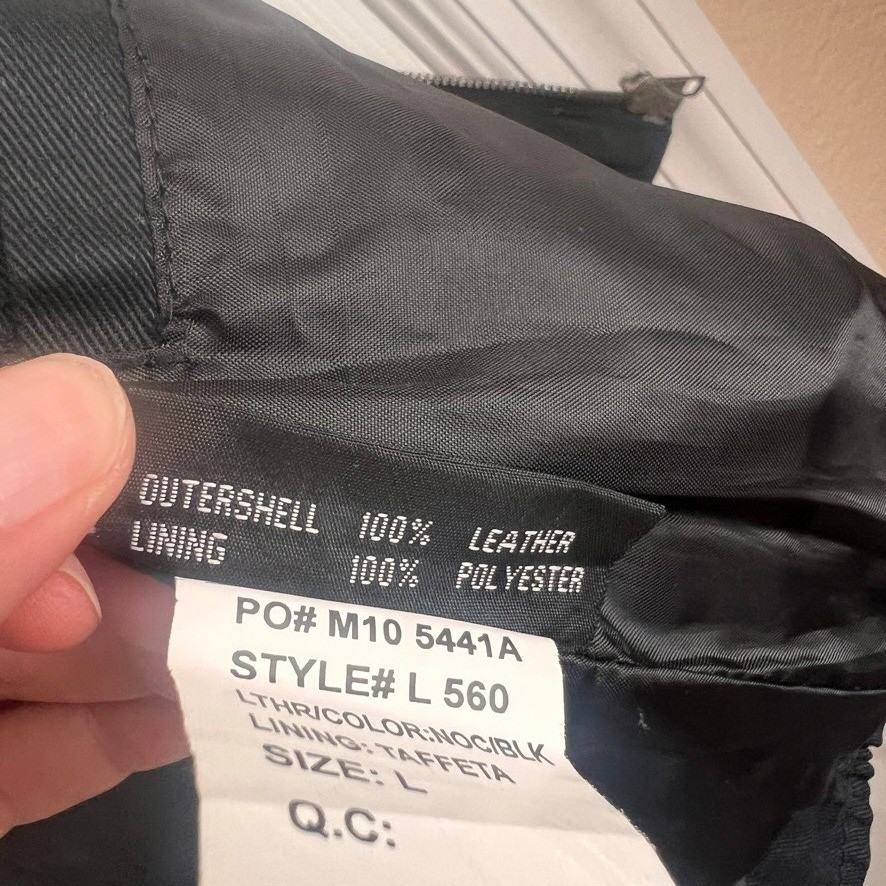 OUTERSHELL 100% LEATHER
LINING 100% POLYESTER
PO# M10 5441A
STYLE# L 560
LTHR/COLOR:NOC/BLK
LINING: TAFFETA
SIZE: L
Q.C: